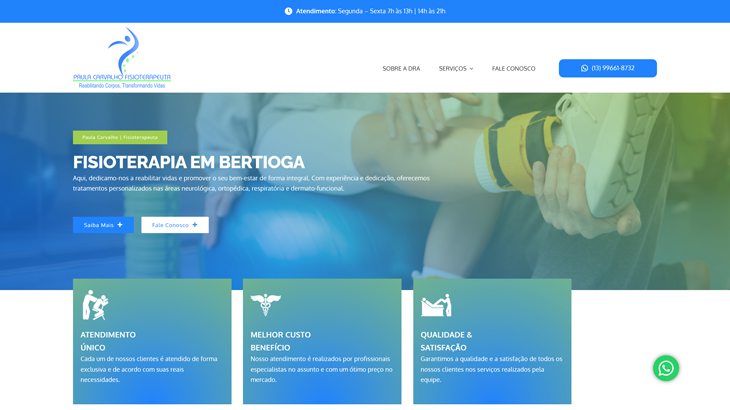 Atendimento: Segunda – Sexta 7h às 13h | 14h às 21h
PAULA CARVALHO FISIOTERAPEUTA
Reabilitando Corpos, Transformando Vidas
SOBRE A DRA
SERVIÇOS
FALE CONOSCO
(13) 99661-8732
Paula Carvalho | Fisioterapeuta
FISIOTERAPIA EM BERTIOGA
Aqui, dedicamo-nos a reabilitar vidas e promover o seu bem-estar de forma integral. Com experiência e dedicação, oferecemos
tratamentos personalizados nas áreas neurológica, ortopédica, respiratória e dermato-funcional.
Saiba Mais +
Fale Conosco +
ATENDIMENTO
ÚNICO
Cada um de nossos clientes é atendido de forma
exclusiva e de acordo com suas reais
necessidades.
MELHOR CUSTO
BENEFÍCIO
Nosso atendimento é realizado por profissionais
especialistas no assunto e com um ótimo preço no
mercado.
QUALIDADE &
SATISFAÇÃO
Garantimos a qualidade e a satisfação de todos os
nossos clientes nos serviços realizados pela
equipe.